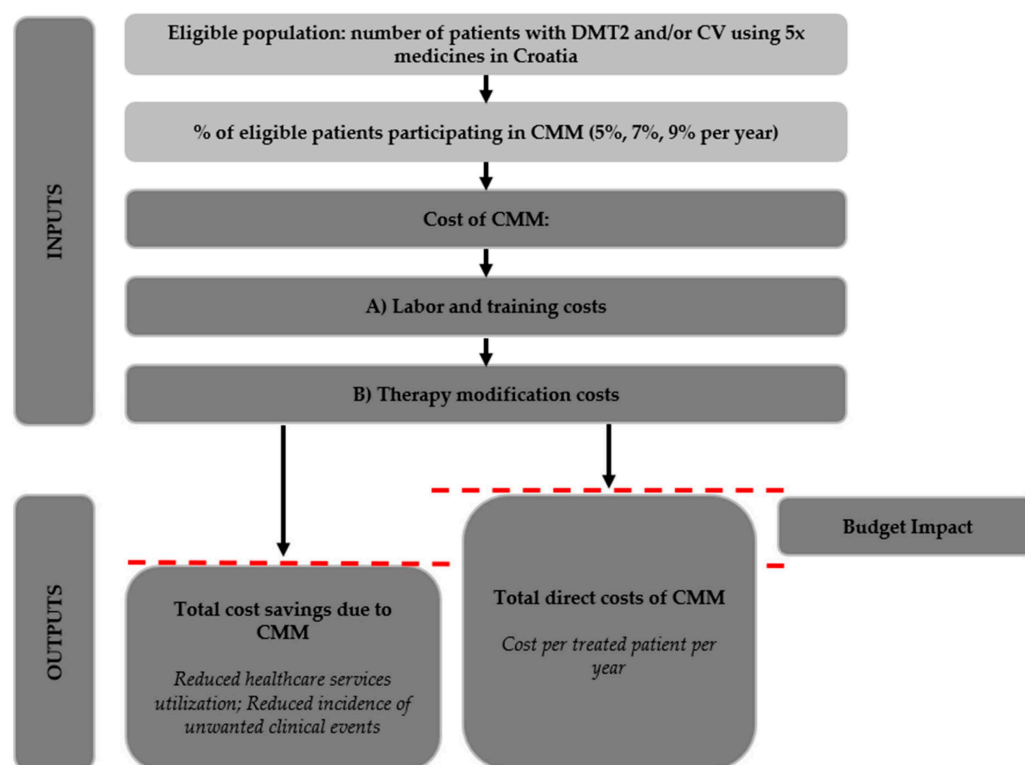 INPUTS
Eligible population: number of patients with DMT2 and/or CV using 5x
medicines in Croatia
% of eligible patients participating in CMM (5%, 7%, 9% per year)
Cost of CMM:
A) Labor and training costs
B) Therapy modification costs
OUTPUTS
Total cost savings due to
CMM
Reduced healthcare services
utilization; Reduced incidence of
unwanted clinical events
Total direct costs of CMM
Cost per treated patient per
year
Budget Impact